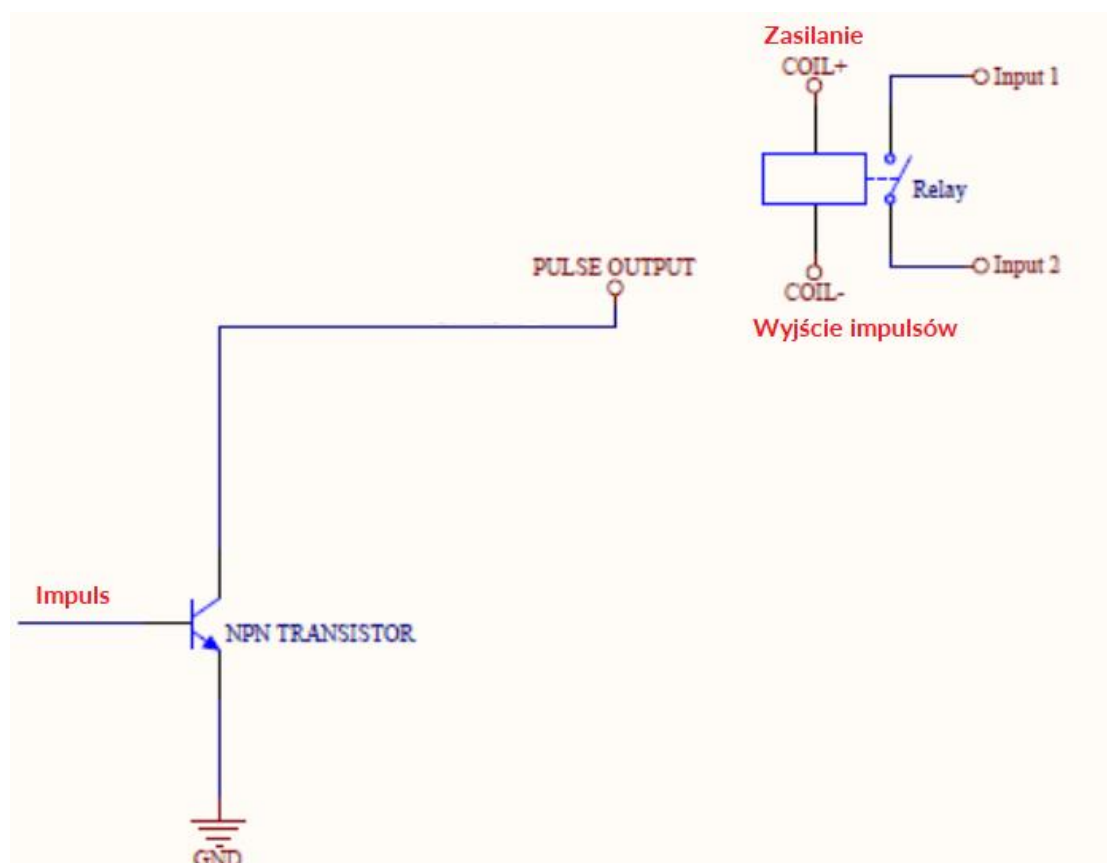 Zasilanie
COIL+
Input 1
Relay
PULSE OUTPUT
Input 2
COIL-
Wyjście impulsów
Impuls
NPN TRANSISTOR
GND